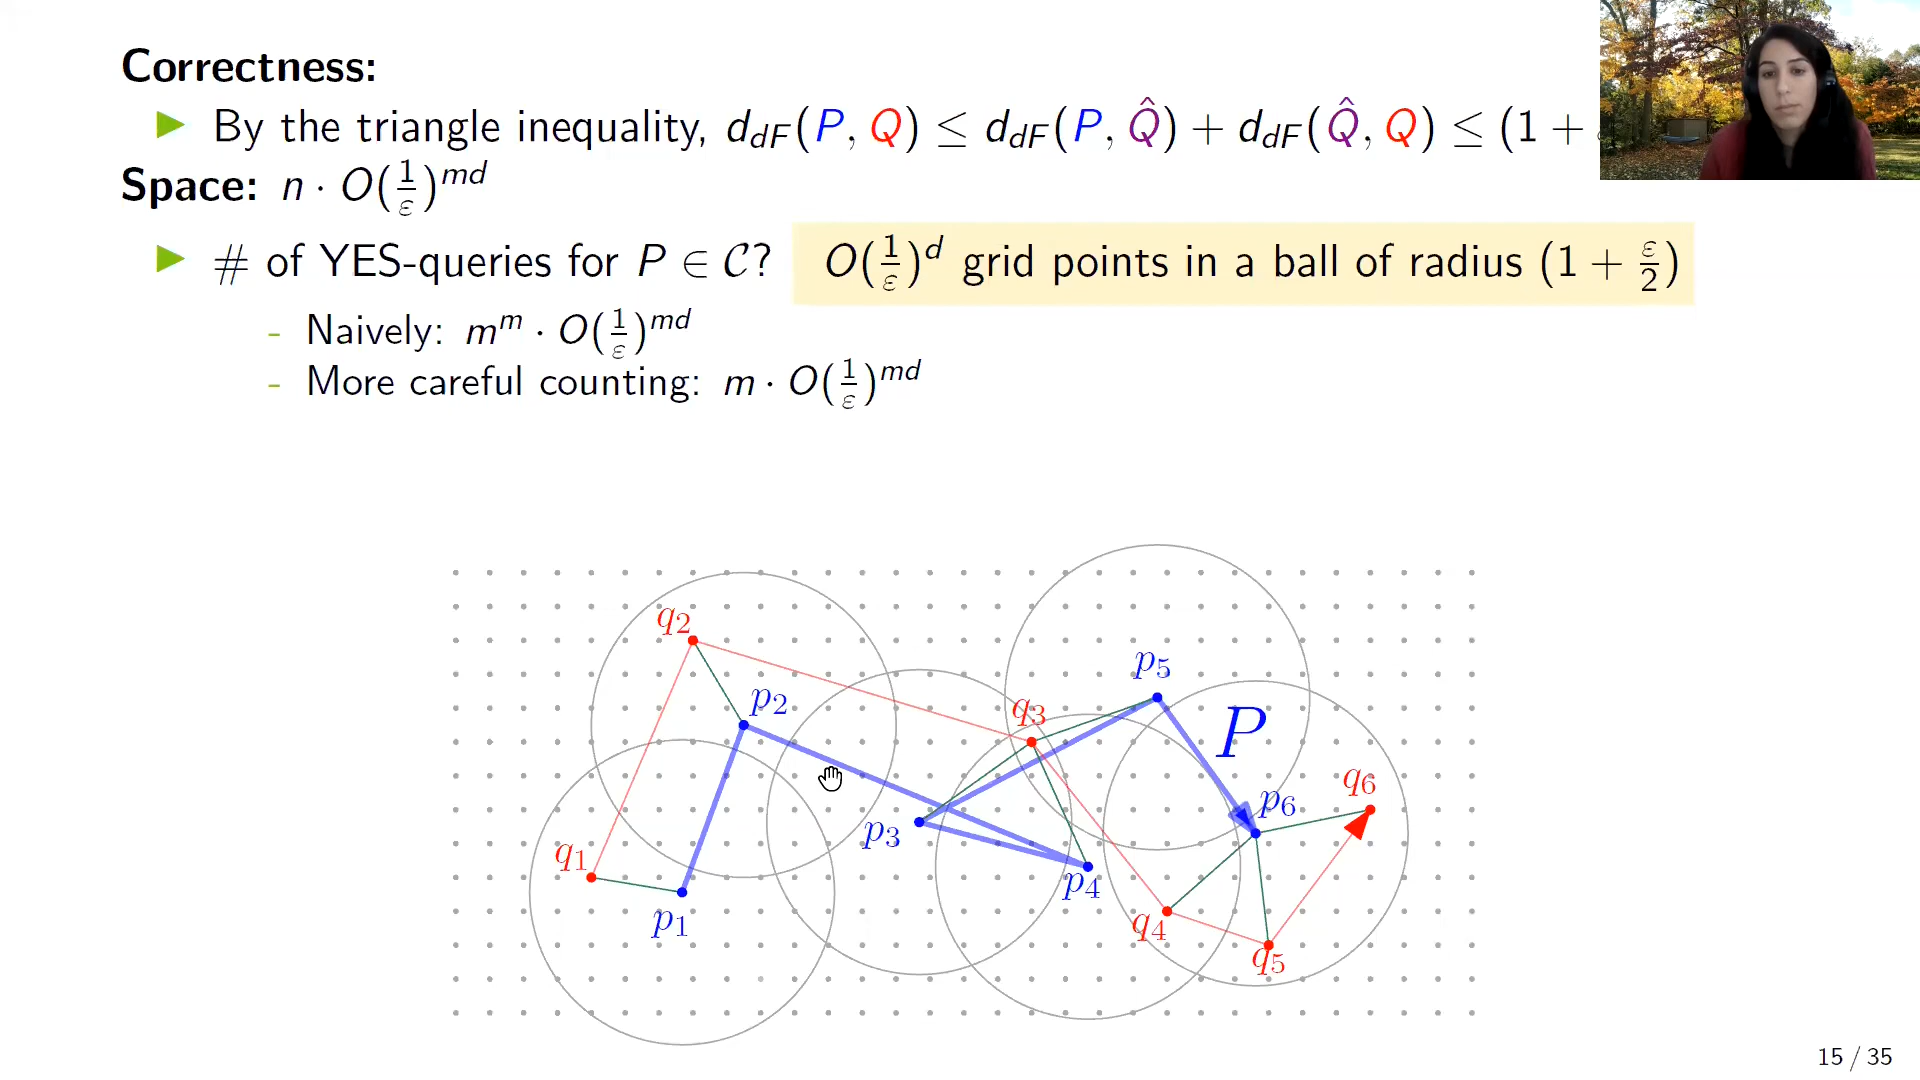 Correctness:
▶ By the triangle inequality, d_dF(P, Q) ≤ d_dF(P, Q̂) + d_dF(Q̂, Q) ≤ (1 +
Space: n · O(1/ε)^md
▶ # of YES-queries for P ∈ 𝒞? O(1/ε)^d grid points in a ball of radius (1 + ε/2)
- Naively: m^m · O(1/ε)^md
- More careful counting: m · O(1/ε)^md
q₂
p₅
p₂
q₃
P
q₆
p₆
p₃
q₁
p₄
p₁
q₄
q₅
15 / 35